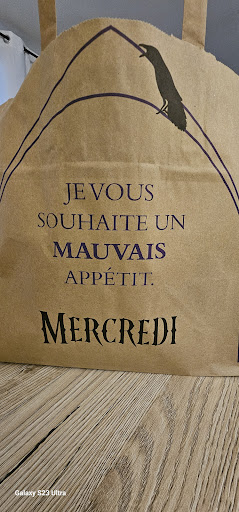 JE VOUS
SOUHAITE UN
MAUVAIS
APPÉTIT.
MERCREDI
Galaxy S23 Ultra